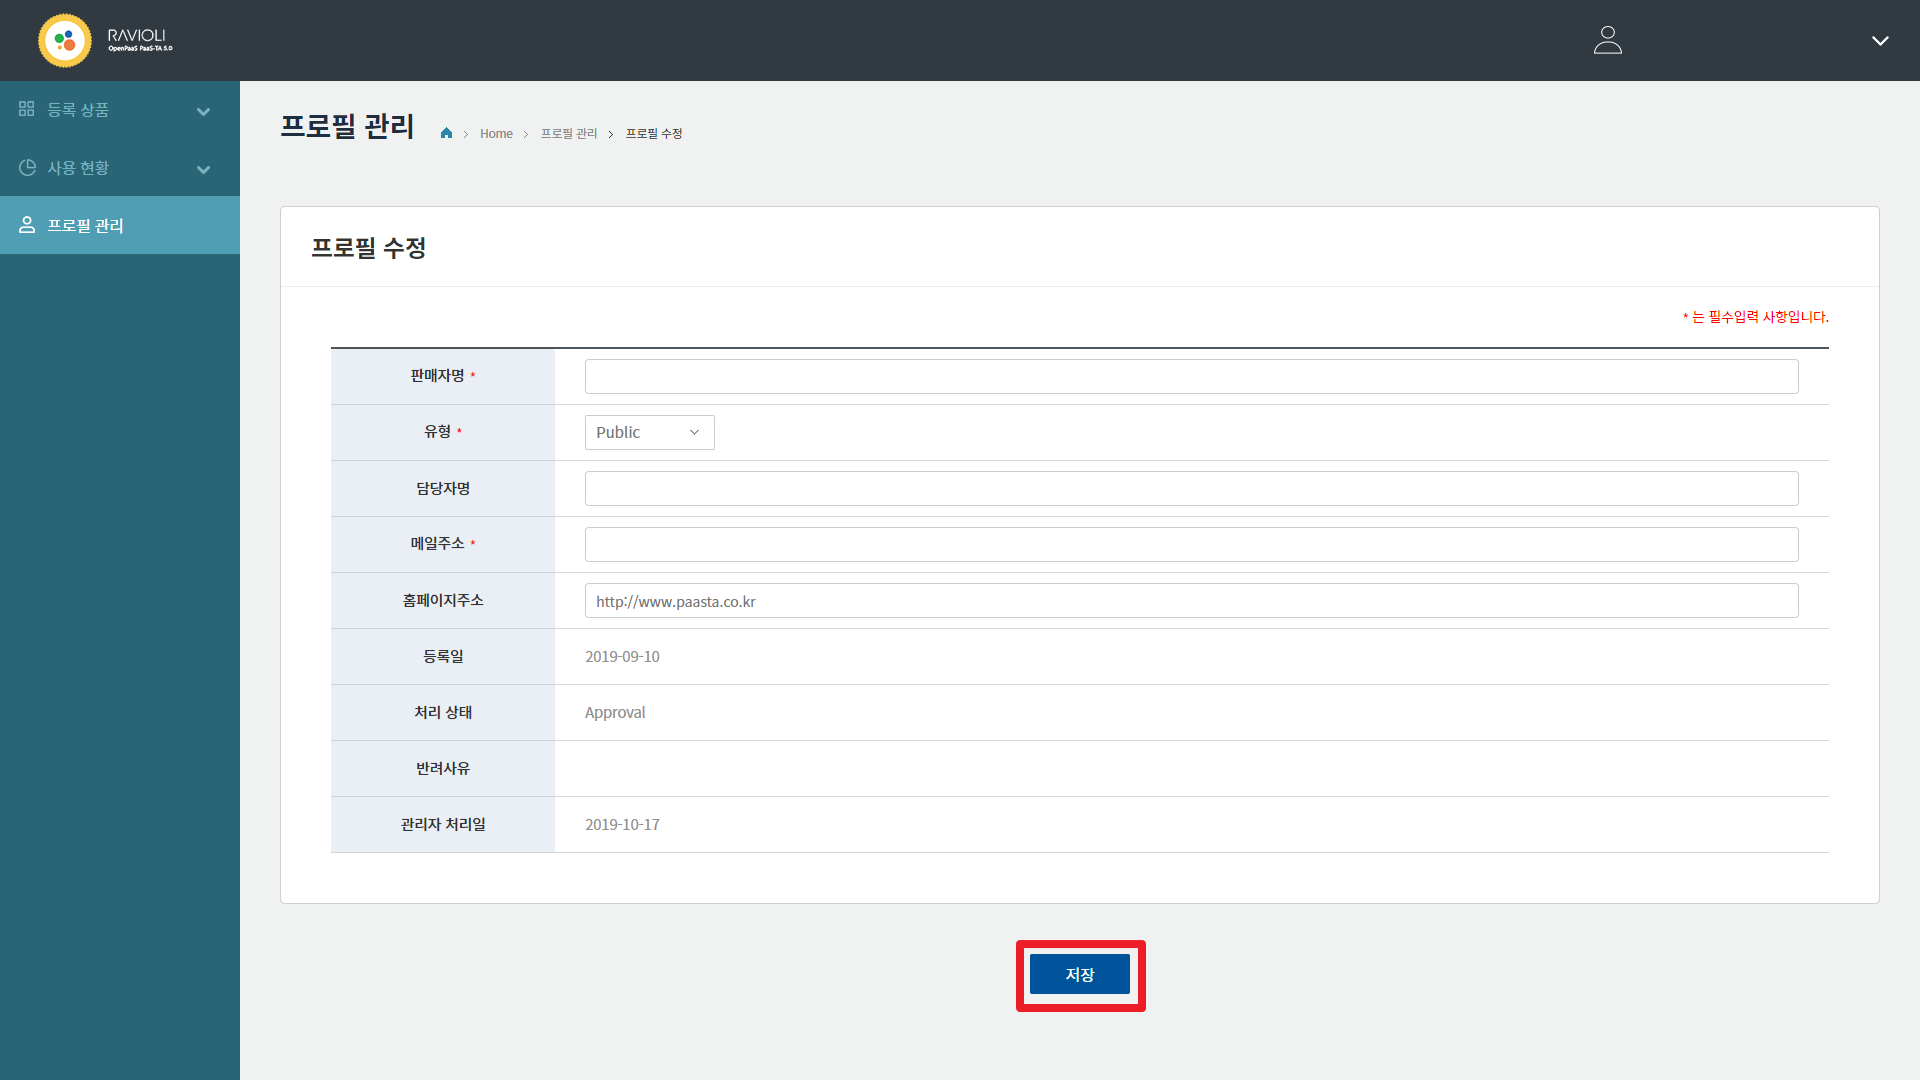 RAVIOLI
OpenPaaS PaaS-TA 5.0
등록 상품
사용 현황
프로필 관리
프로필 관리
Home
프로필 관리
프로필 수정
프로필 수정
* 는 필수입력 사항입니다.
판매자명 *
유형 *
Public
담당자명
메일주소 *
홈페이지주소
http://www.paasta.co.kr
등록일
2019-09-10
처리 상태
Approval
반려사유
관리자 처리일
2019-10-17
저장